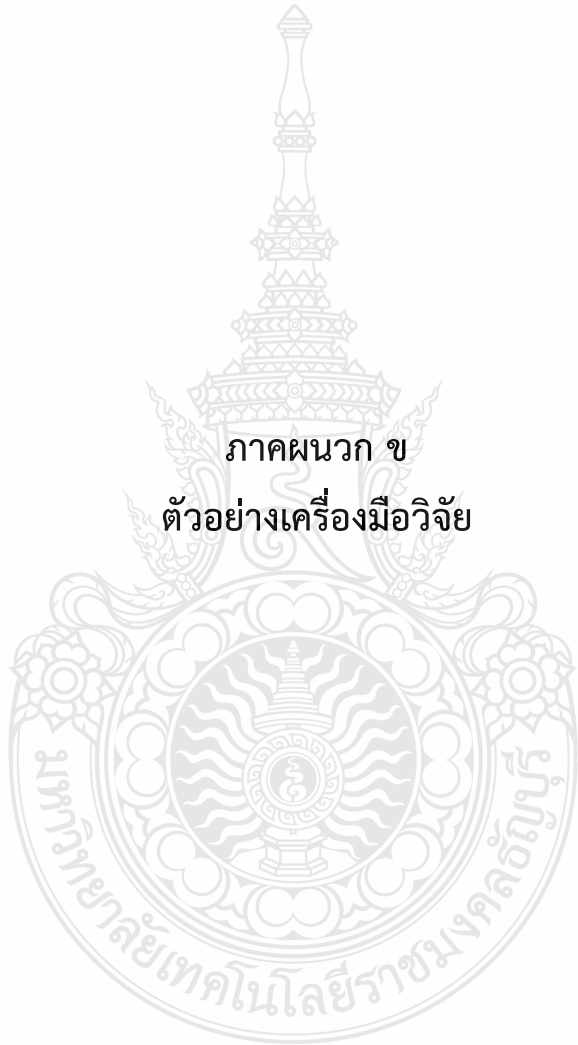 ภาคผนวก ข
ตัวอย่างเครื่องมือวิจัย
มหาวิทยาลัยเทคโนโลยีราชมงคลธัญบุรี